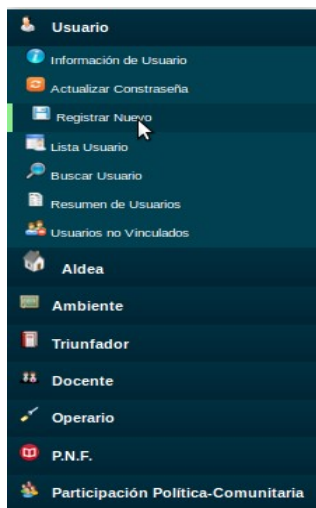 Usuario
Información de Usuario
Actualizar Constraseña
Registrar Nuevo
Lista Usuario
Buscar Usuario
Resumen de Usuarios
Usuarios no Vinculados
Aldea
Ambiente
Triunfador
Docente
Operario
P.N.F.
Participación Política-Comunitaria